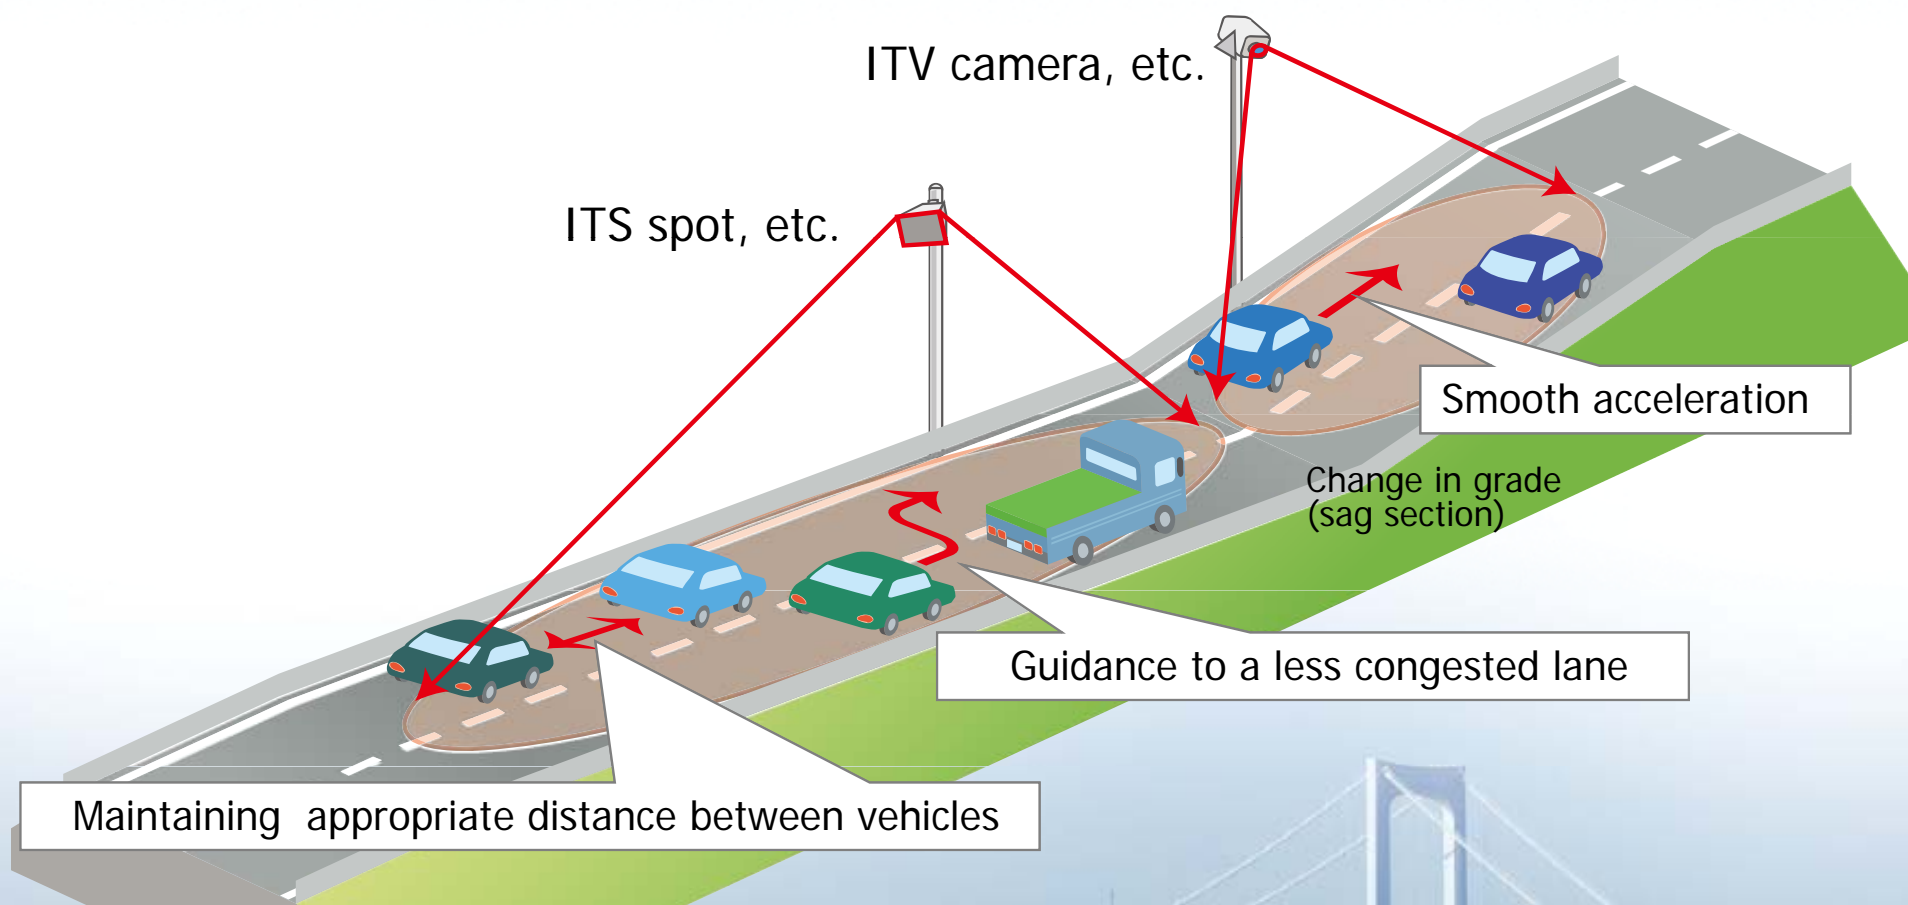 ITV camera, etc.
ITS spot, etc.
Smooth acceleration
Change in grade
(sag section)
Guidance to a less congested lane
Maintaining appropriate distance between vehicles